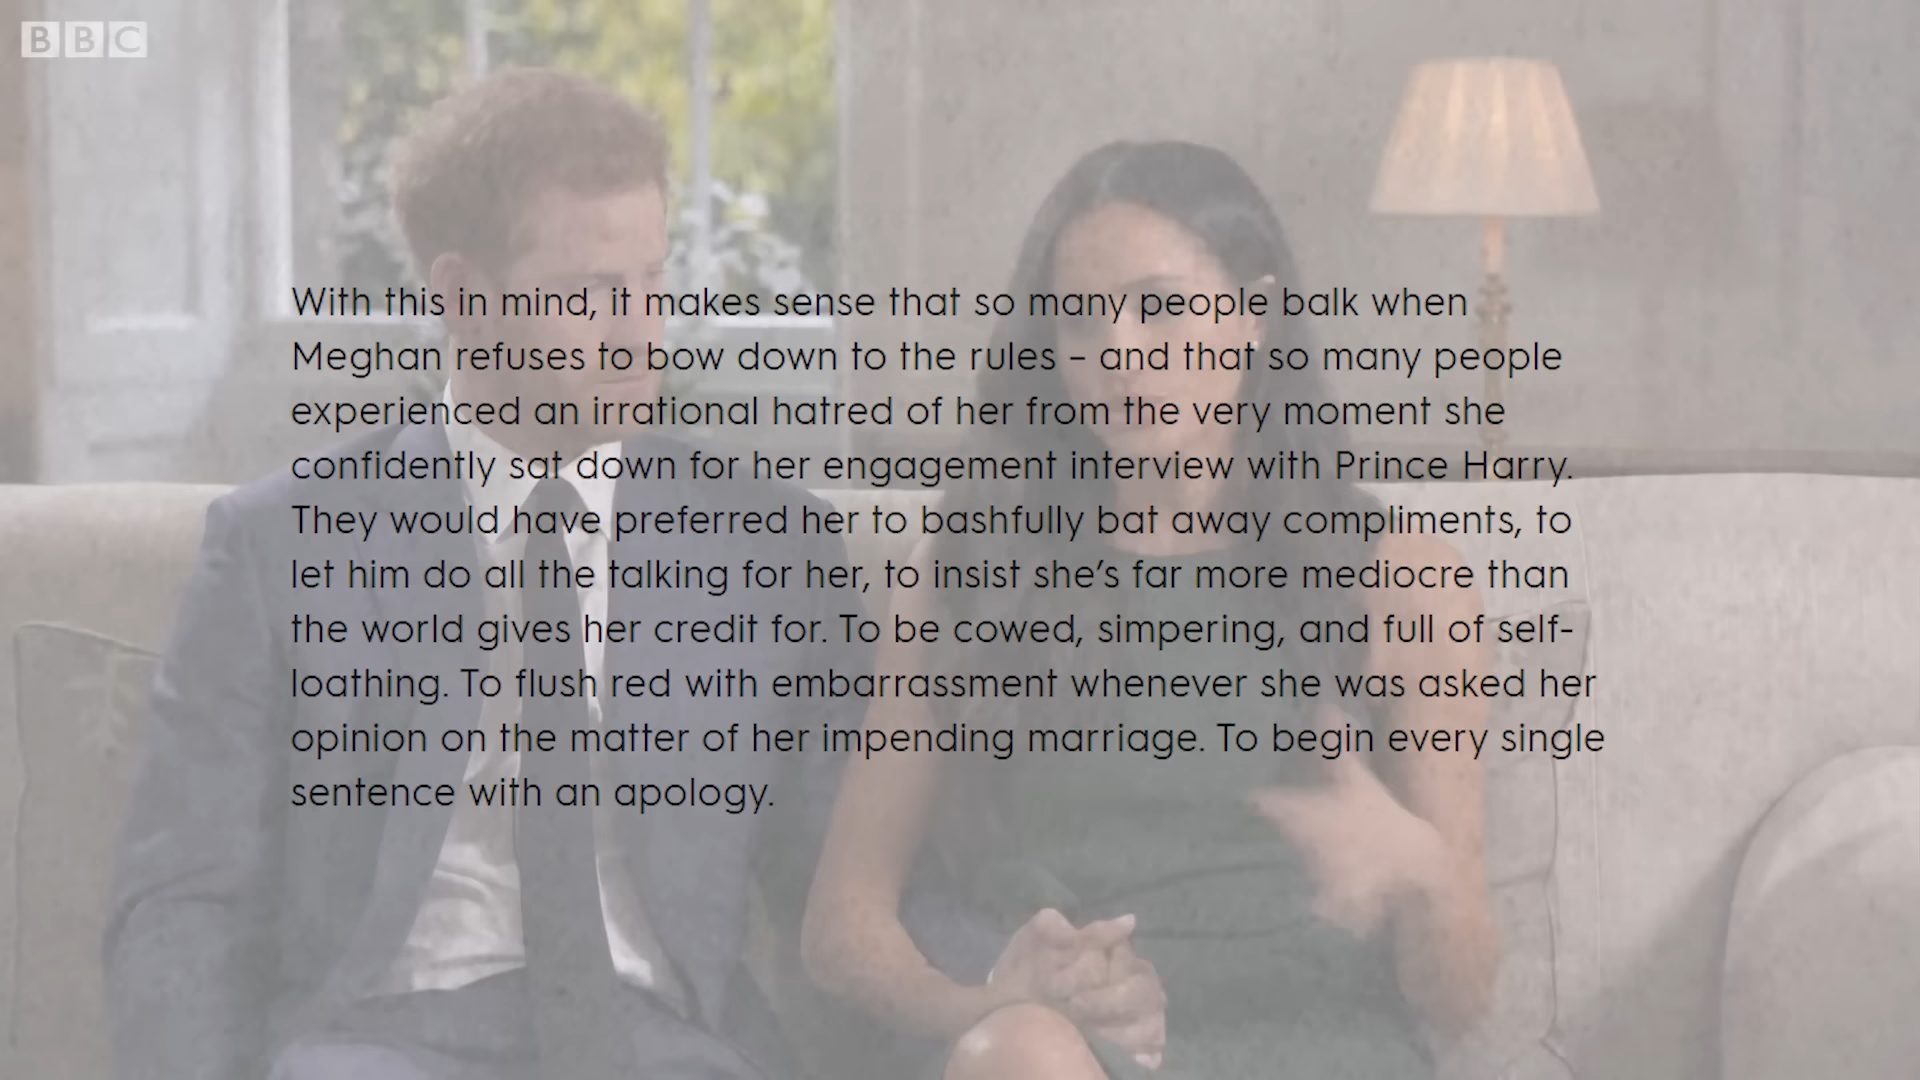 BBC
With this in mind, it makes sense that so many people balk when
Meghan refuses to bow down to the rules – and that so many people
experienced an irrational hatred of her from the very moment she
confidently sat down for her engagement interview with Prince Harry.
They would have preferred her to bashfully bat away compliments, to
let him do all the talking for her, to insist she’s far more mediocre than
the world gives her credit for. To be cowed, simpering, and full of self-
loathing. To flush red with embarrassment whenever she was asked her
opinion on the matter of her impending marriage. To begin every single
sentence with an apology.